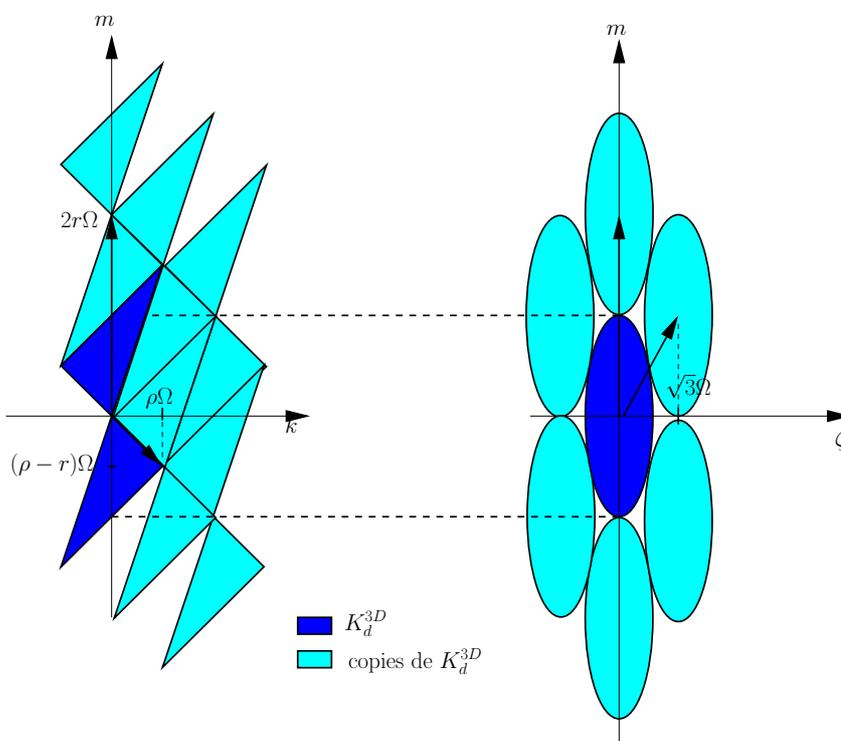 m
m
2rΩ
√3Ω
ρΩ
k
ζ
(ρ − r)Ω
K_d^{3D}
copies de K_d^{3D}